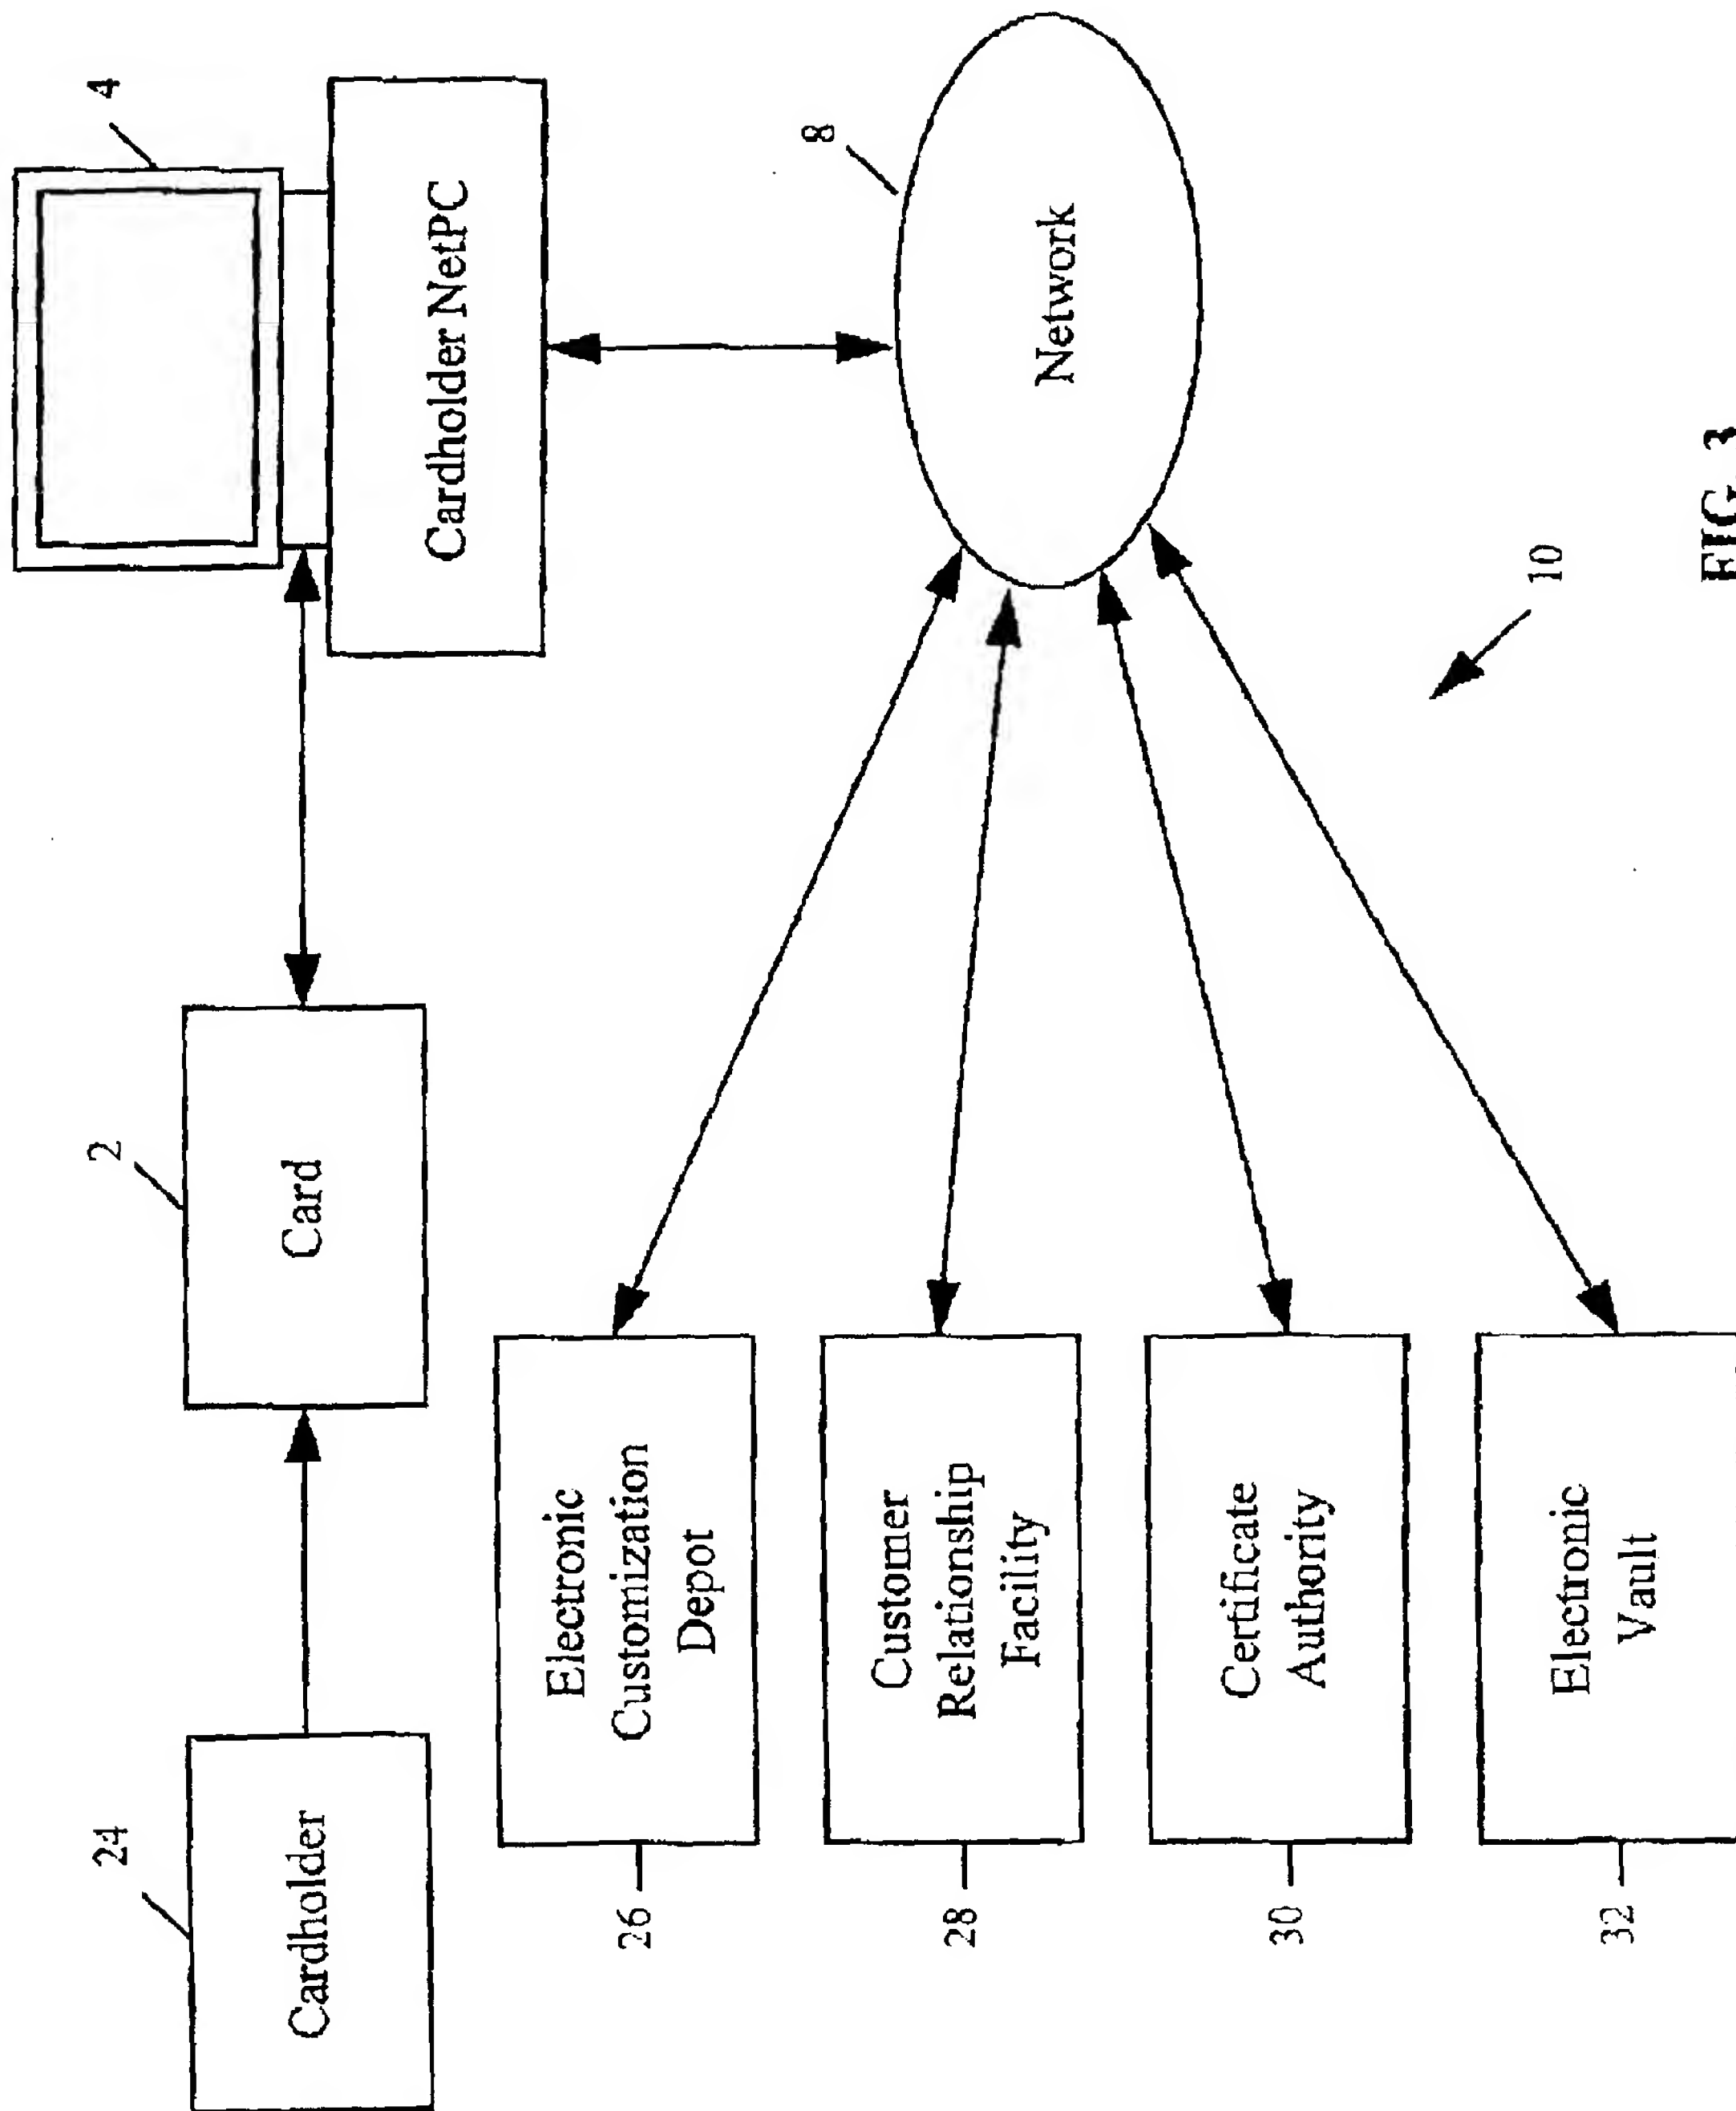 24
Cardholder
2
Card
4
Cardholder NetPC
8
Network
26
Electronic
Customization
Depot
28
Customer
Relationship
Facility
30
Certificate
Authority
32
Electronic
Vault
10
FIG. 3